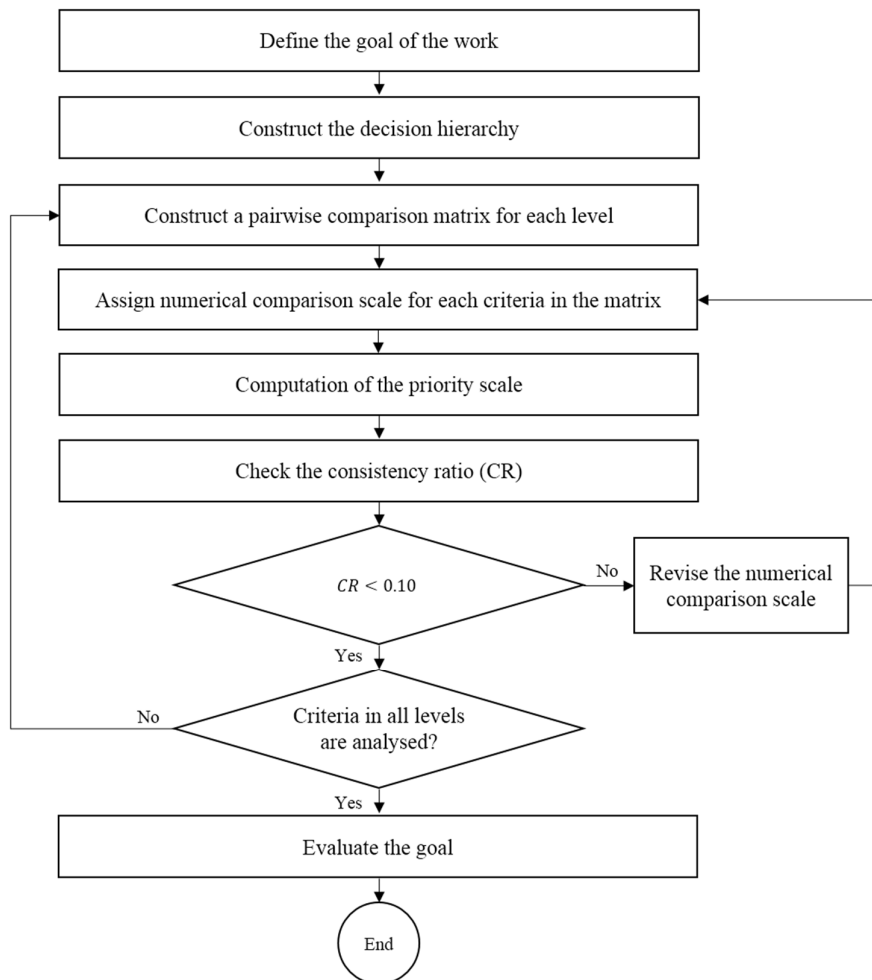 Define the goal of the work
Construct the decision hierarchy
Construct a pairwise comparison matrix for each level
Assign numerical comparison scale for each criteria in the matrix
Computation of the priority scale
Check the consistency ratio (CR)
CR < 0.10
No
Revise the numerical
comparison scale
Yes
No
Criteria in all levels
are analysed?
Yes
Evaluate the goal
End